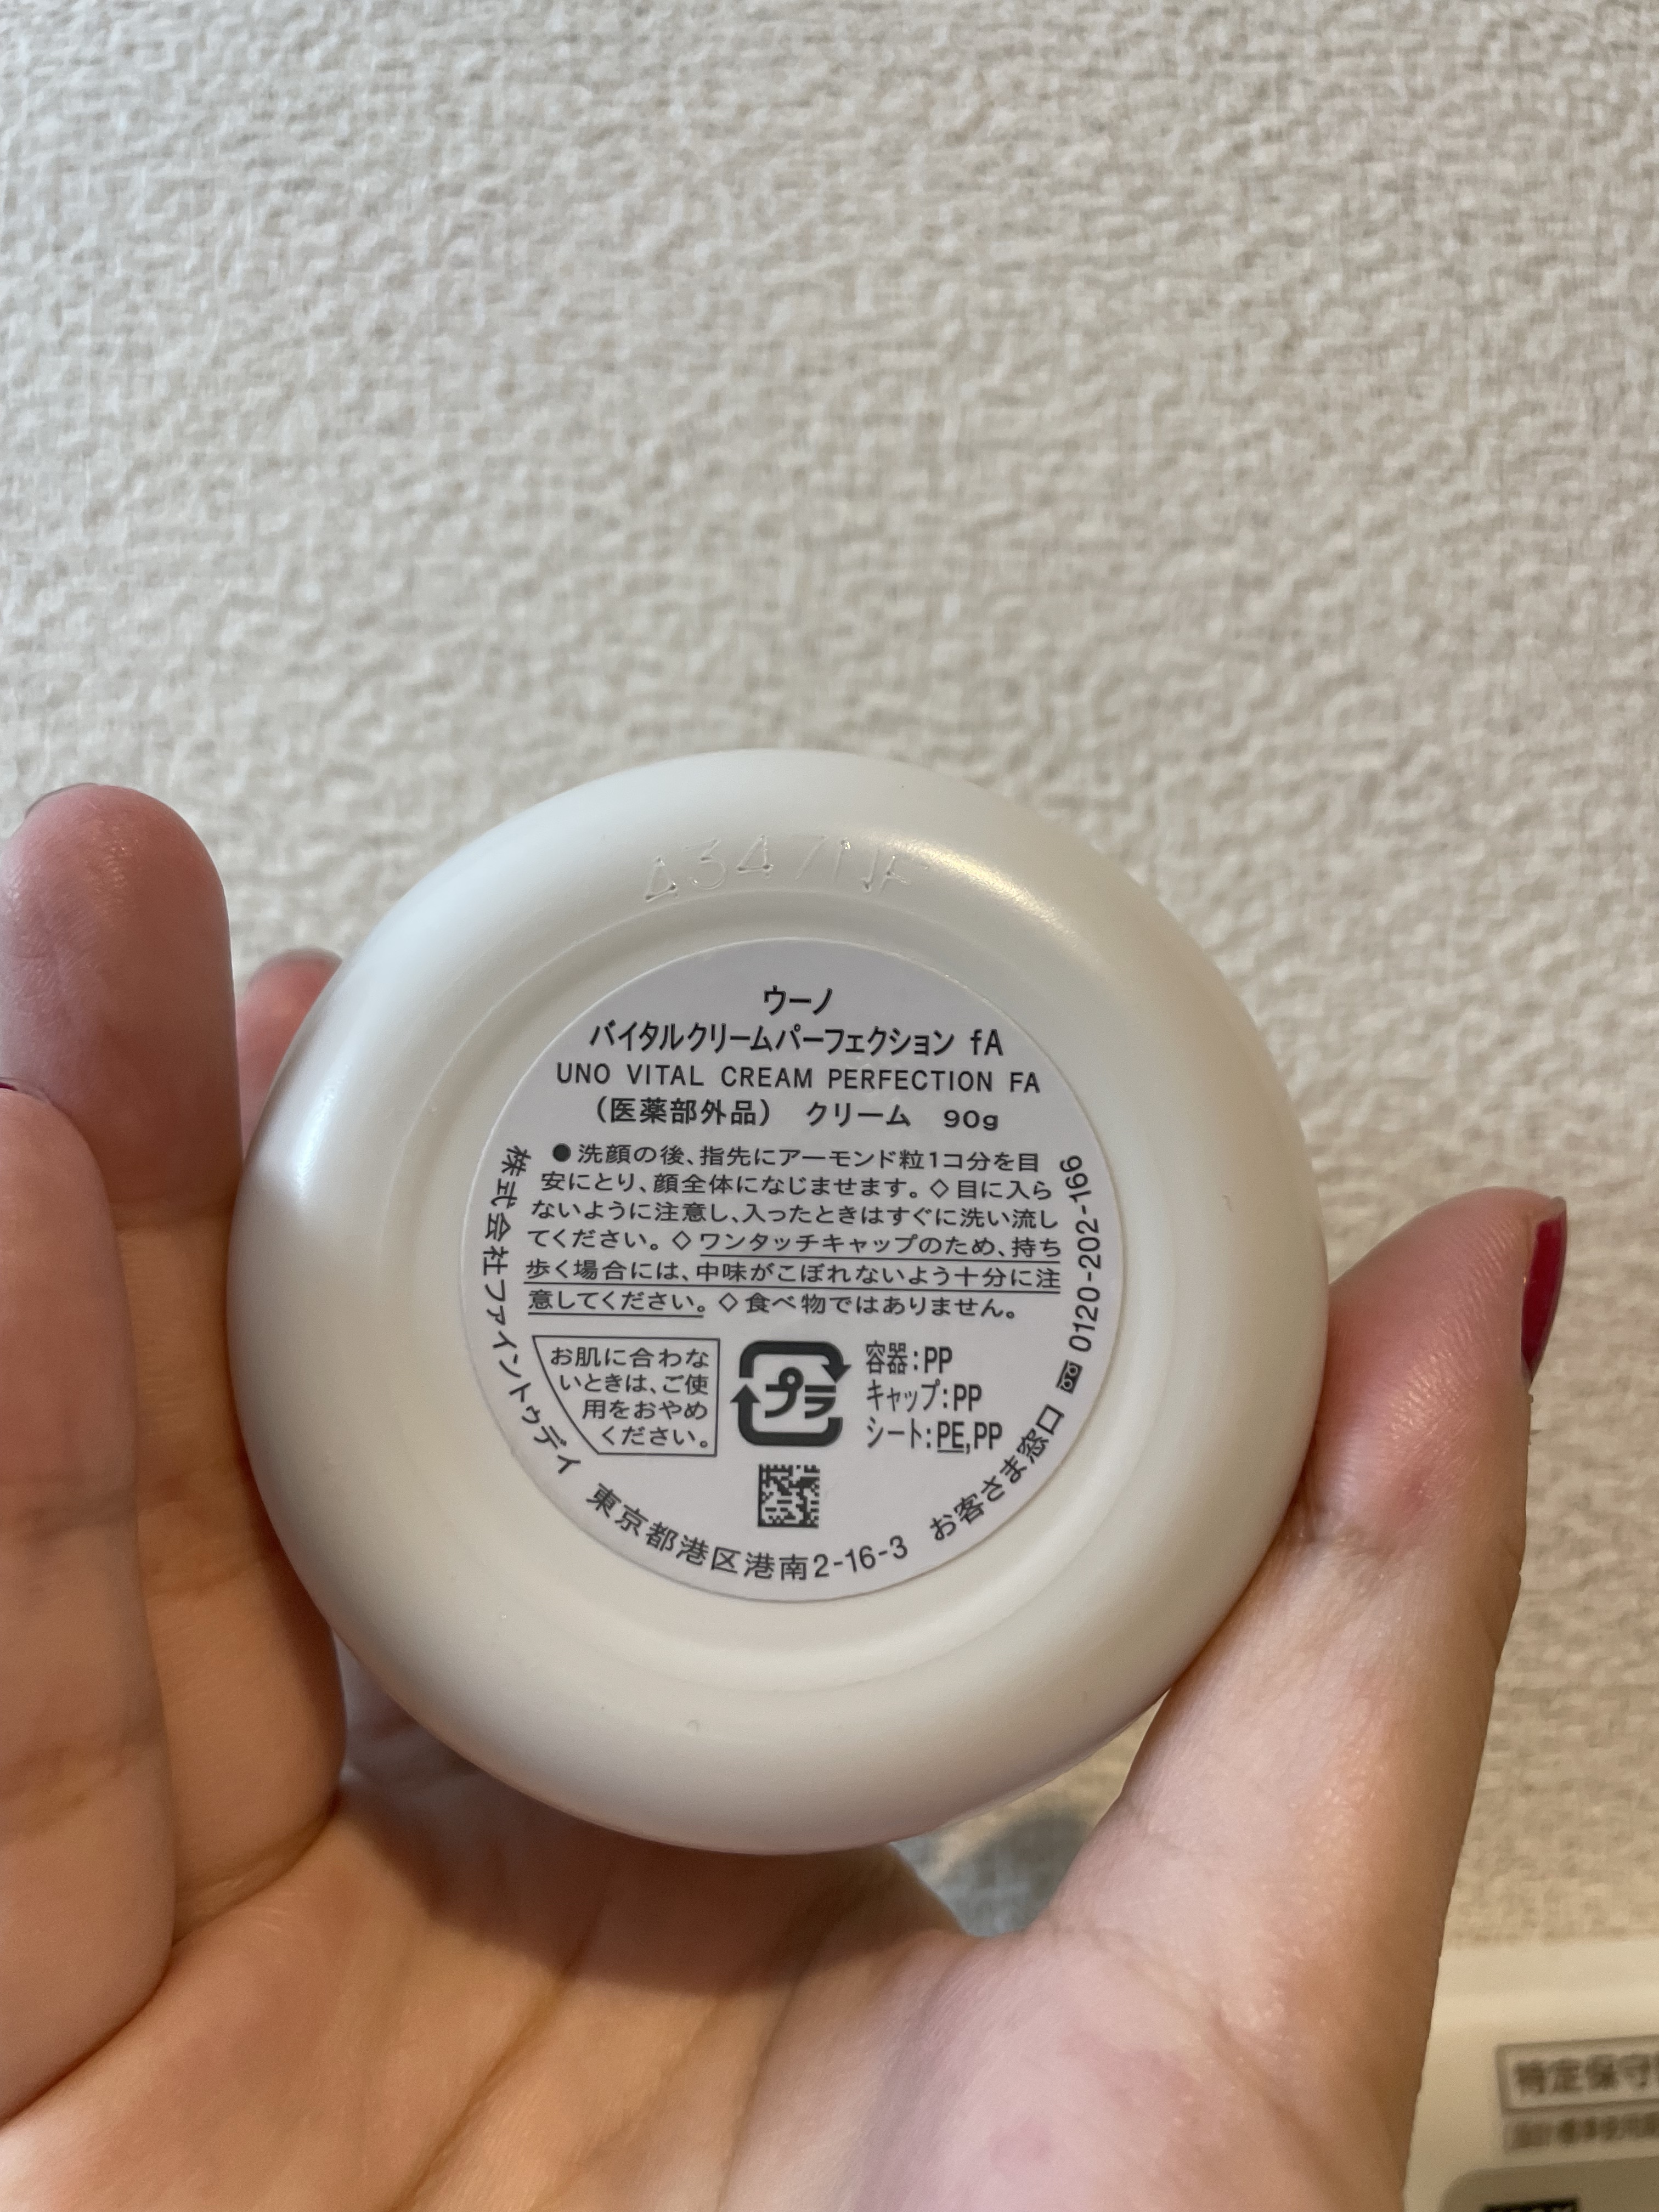 ウーノ
バイタルクリームパーフェクション fA
UNO VITAL CREAM PERFECTION FA
(医薬部外品) クリーム 90g
●洗顔の後、指先にアーモンド粒1コ分を目
安にとり、顔全体になじませます。◇目に入ら
ないように注意し、入ったときはすぐに洗い流し
てください。◇ワンタッチキャップのため、持ち
歩く場合には、中味がこぼれないよう十分に注
意してください。◇食べ物ではありません。
お肌に合わな
いときは、ご使
用をおやめ
ください。
プラ
容器:PP
キャップ:PP
シート:PE,PP
株式会社ファイントゥデイ 東京都港区港南2-16-3 お客さま窓口 0120-202-166
特定保守